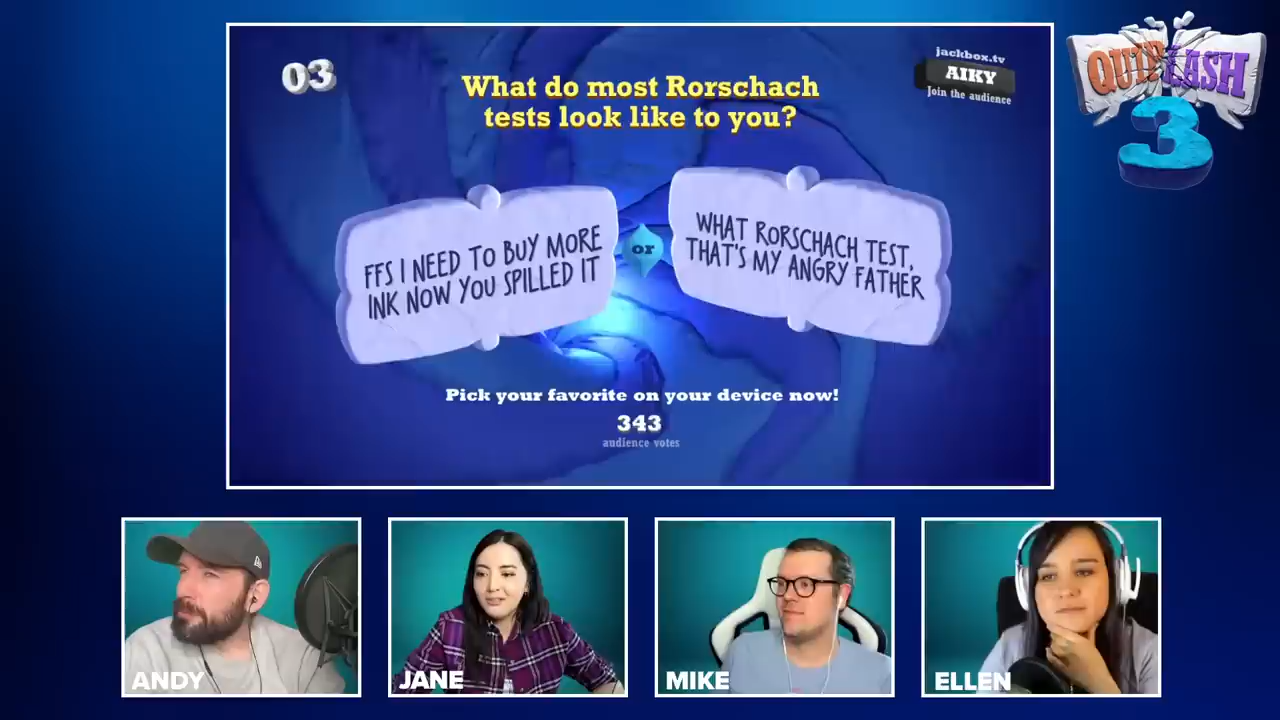 03
What do most Rorschach
tests look like to you?
jackbox.tv
AIKY
Join the audience
QUIPLASH
3
FFS I NEED TO BUY MORE
INK NOW YOU SPILLED IT
or
WHAT RORSCHACH TEST,
THAT'S MY ANGRY FATHER
Pick your favorite on your device now!
343
audience votes
ANDY
JANE
MIKE
ELLEN